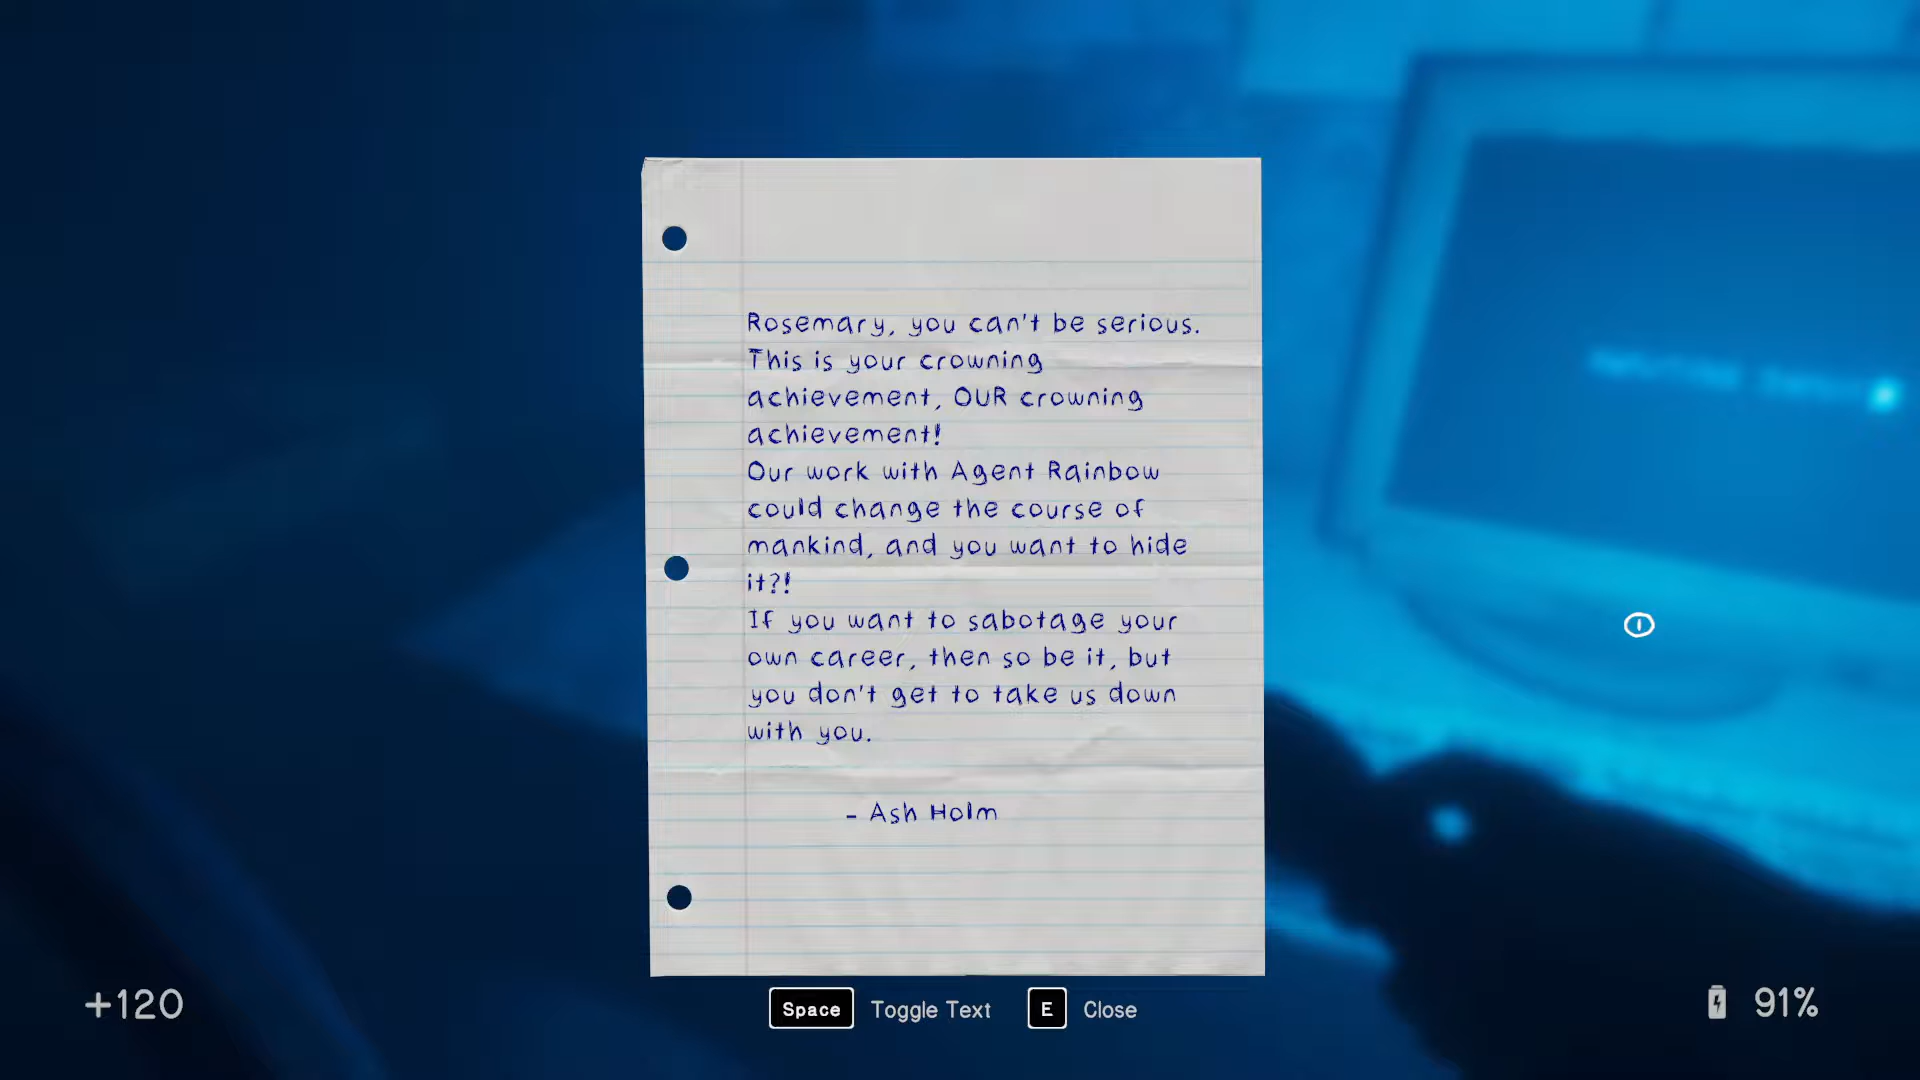 Rosemary, you can't be serious.
This is your crowning
achievement, OUR crowning
achievement!
Our work with Agent Rainbow
could change the course of
mankind, and you want to hide
it?!
If you want to sabotage your
own career, then so be it, but
you don't get to take us down
with you.
- Ash Holm
+120
Space Toggle Text E Close
91%